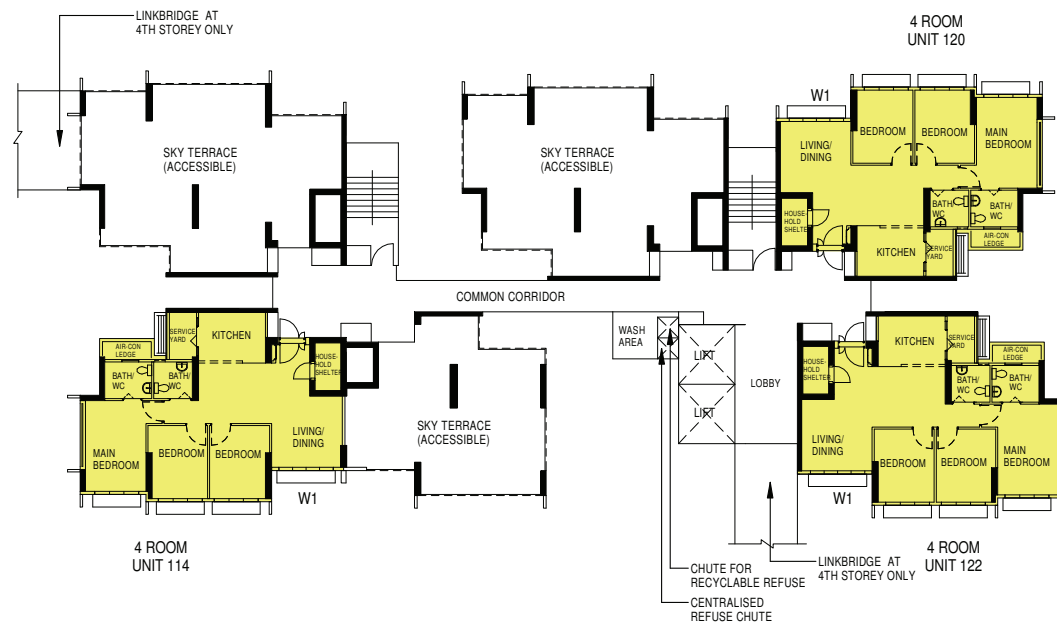 LINKBRIDGE AT
4TH STOREY ONLY
4 ROOM
UNIT 120
W1
BEDROOM
BEDROOM
MAIN
BEDROOM
LIVING/
DINING
SKY TERRACE
(ACCESSIBLE)
SKY TERRACE
(ACCESSIBLE)
HOUSE-
HOLD
SHELTER
BATH/
WC
BATH/
WC
AIR-CON
LEDGE
KITCHEN
SERVICE
YARD
COMMON CORRIDOR
SERVICE
YARD
KITCHEN
AIR-CON
LEDGE
BATH/
WC
BATH/
WC
HOUSE-
HOLD
SHELTER
WASH
AREA
LIFT
LIFT
LOBBY
HOUSE-
HOLD
SHELTER
KITCHEN
SERVICE
YARD
AIR-CON
LEDGE
BATH/
WC
BATH/
WC
MAIN
BEDROOM
BEDROOM
BEDROOM
LIVING/
DINING
W1
SKY TERRACE
(ACCESSIBLE)
LIVING/
DINING
BEDROOM
BEDROOM
MAIN
BEDROOM
W1
4 ROOM
UNIT 114
CHUTE FOR
RECYCLABLE REFUSE
CENTRALISED
REFUSE CHUTE
LINKBRIDGE AT
4TH STOREY ONLY
4 ROOM
UNIT 122